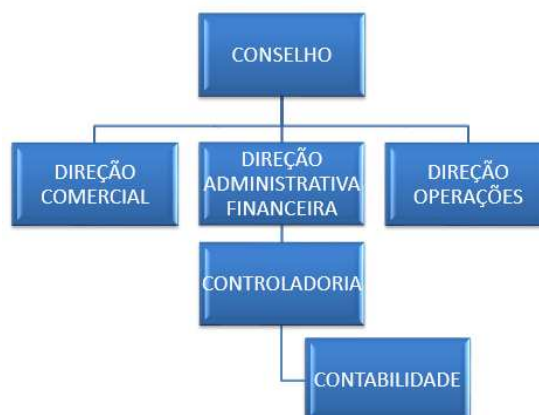 CONSELHO
DIREÇÃO
COMERCIAL
DIREÇÃO
ADMINISTRATIVA
FINANCEIRA
DIREÇÃO
OPERAÇÕES
CONTROLADORIA
CONTABILIDADE